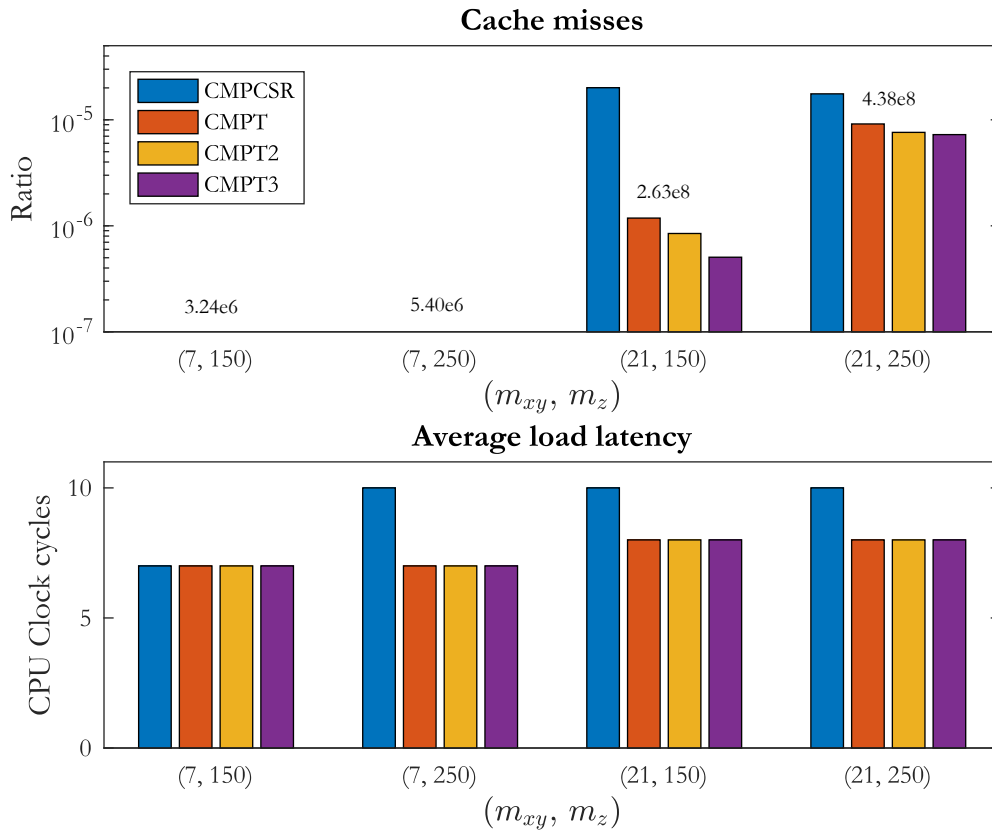 Cache misses
CMPCSR
CMPT
CMPT2
CMPT3
4.38e8
2.63e8
3.24e6
5.40e6
10^-5
10^-6
10^-7
Ratio
(7, 150) (7, 250) (21, 150) (21, 250)
(m_xy, m_z)
Average load latency
10
5
0
CPU Clock cycles
(7, 150) (7, 250) (21, 150) (21, 250)
(m_xy, m_z)